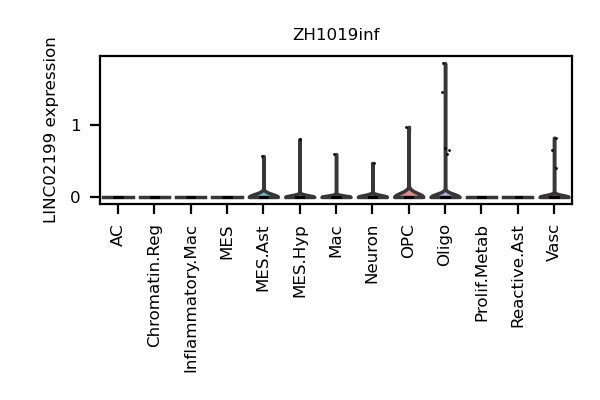 ZH1019inf
LINC02199 expression
1
0
AC
Chromatin.Reg
Inflammatory.Mac
MES
MES.Ast
MES.Hyp
Mac
Neuron
OPC
Oligo
Prolif.Metab
Reactive.Ast
Vasc